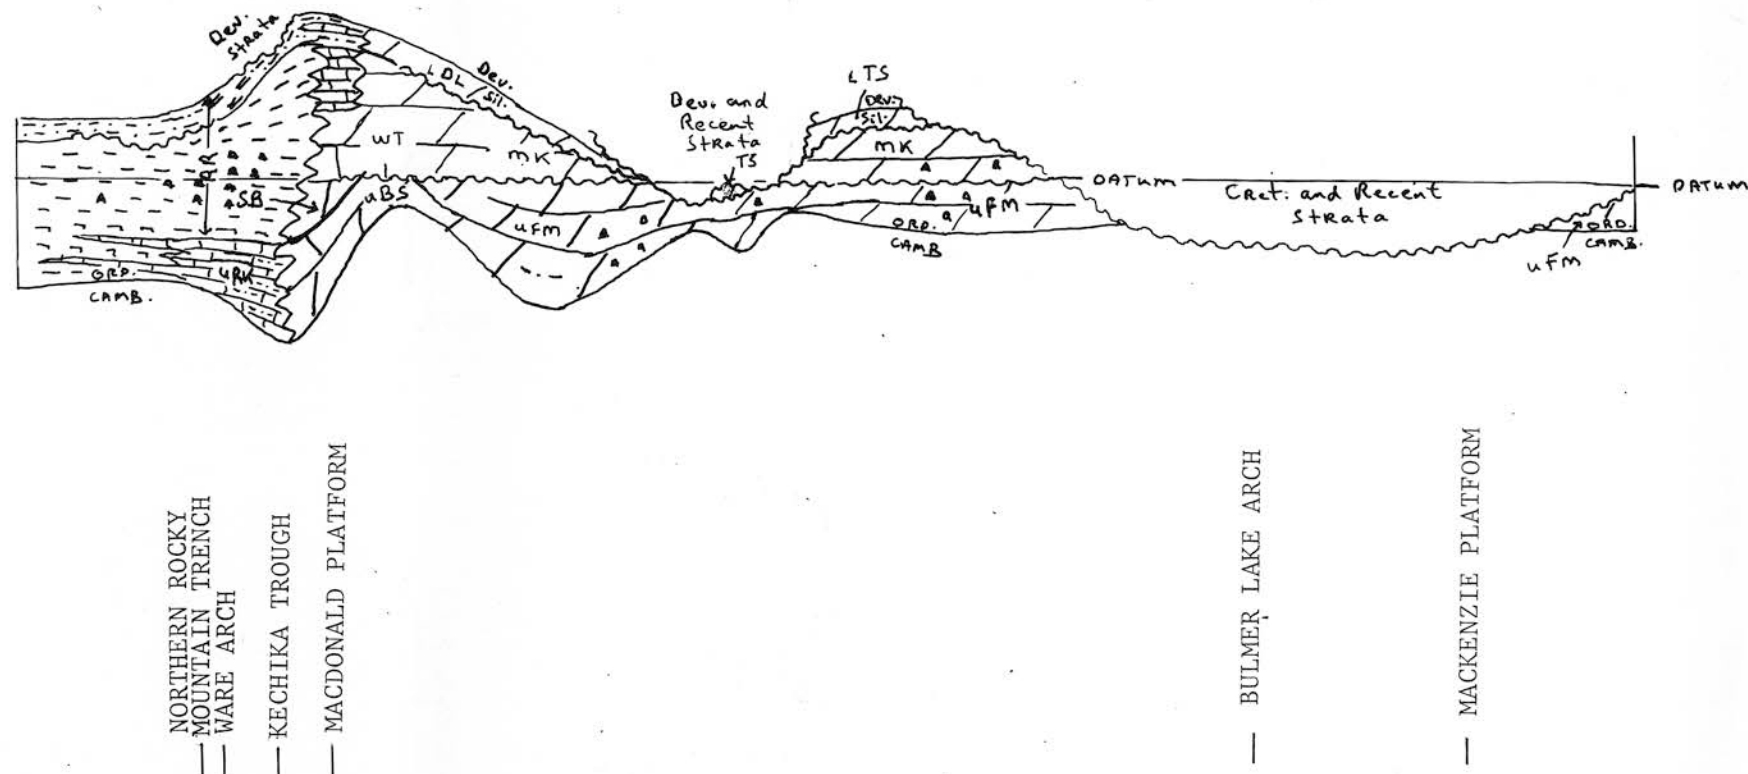 Dev.
Strata
LDL
Dev.
Sil.
Dev. and
Recent
Strata
TS
LTS
Dev.
Sil.
WT
MK
MK
DATUM
Cret. and Recent
Strata
DATUM
RR
SB
uBS
uFM
uFM
ORD.
CAMB
ORD.
CAMB.
uFM
uRK
ORD.
CAMB.
NORTHERN ROCKY
MOUNTAIN TRENCH
WARE ARCH
KECHIKA TROUGH
MACDONALD PLATFORM
BULMER LAKE ARCH
MACKENZIE PLATFORM